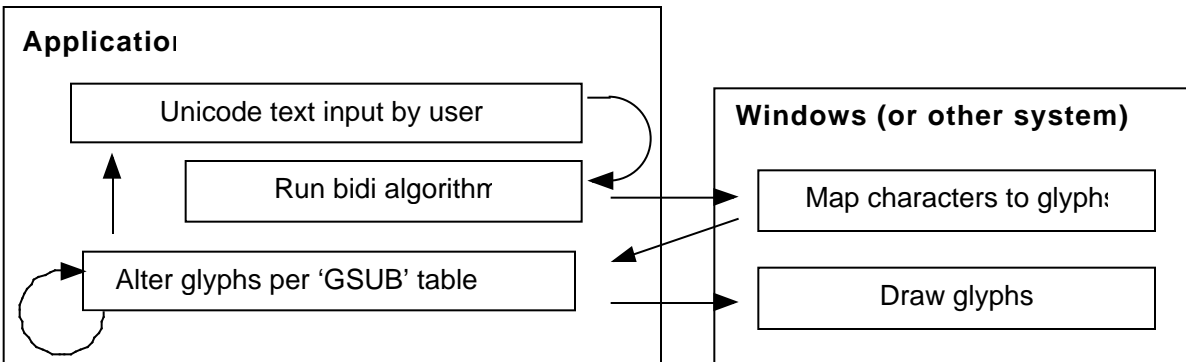 Application
Unicode text input by user
Windows (or other system)
Run bidi algorithm
Map characters to glyphs
Alter glyphs per ‘GSUB’ table
Draw glyphs